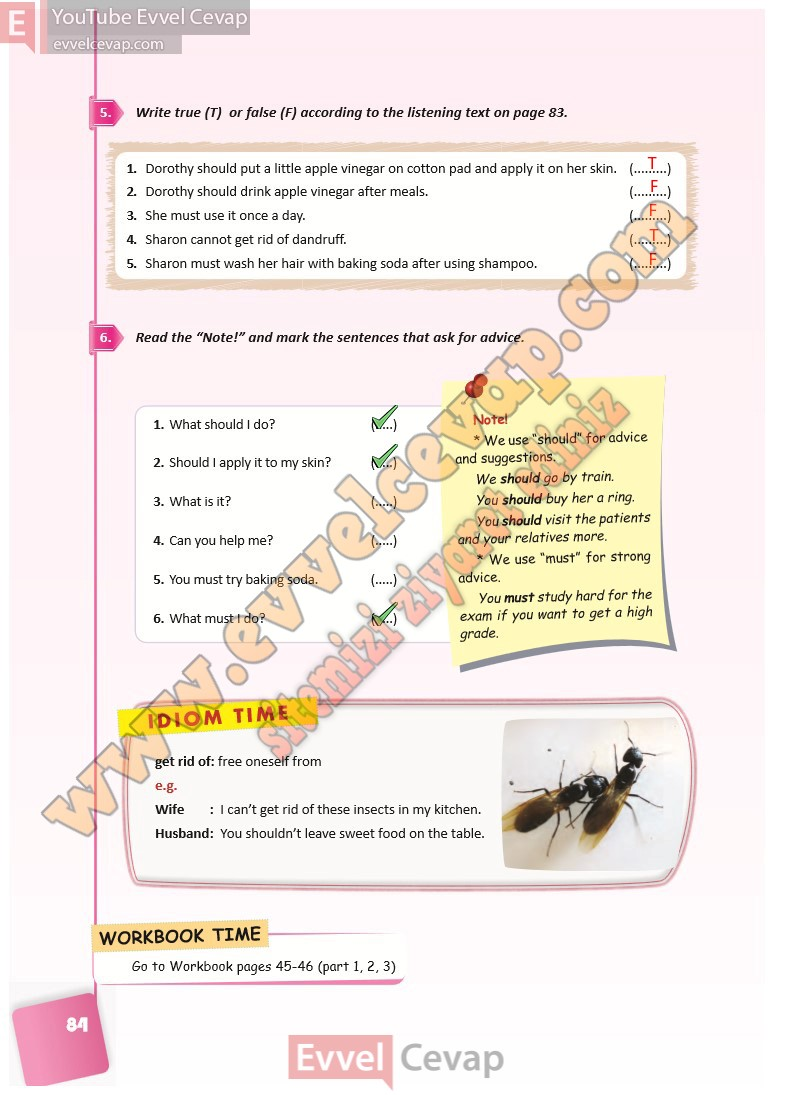 E YouTube Evvel Cevap
evvelcevap.com
5. Write true (T) or false (F) according to the listening text on page 83.
1. Dorothy should put a little apple vinegar on cotton pad and apply it on her skin. (....T.....)
2. Dorothy should drink apple vinegar after meals. (....F.....)
3. She must use it once a day. (....F.....)
4. Sharon cannot get rid of dandruff. (....T.....)
5. Sharon must wash her hair with baking soda after using shampoo. (....F.....)
6. Read the “Note!” and mark the sentences that ask for advice.
1. What should I do? (✓....)
2. Should I apply it to my skin? (✓....)
3. What is it? (.....)
4. Can you help me? (.....)
5. You must try baking soda. (.....)
6. What must I do? (✓....)
Note!
* We use “should” for advice
and suggestions.
We should go by train.
You should buy her a ring.
You should visit the patients
and your relatives more.
* We use “must” for strong
advice.
You must study hard for the
exam if you want to get a high
grade.
www.evvelcevap.com
sitemizi ziyaret ediniz
IDIOM TIME
get rid of: free oneself from
e.g.
Wife : I can’t get rid of these insects in my kitchen.
Husband: You shouldn’t leave sweet food on the table.
WORKBOOK TIME
Go to Workbook pages 45-46 (part 1, 2, 3)
84
Evvel Cevap